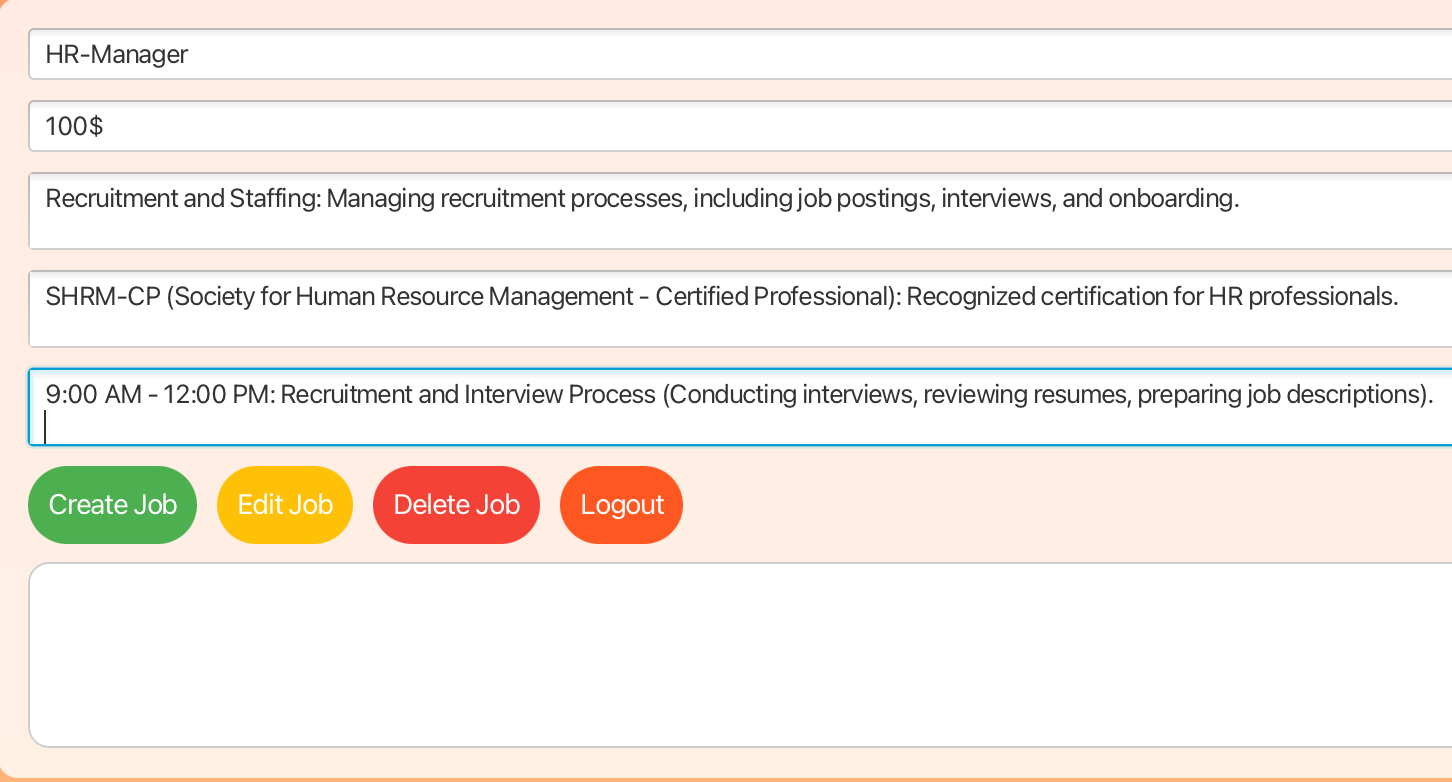 HR-Manager
100$
Recruitment and Staffing: Managing recruitment processes, including job postings, interviews, and onboarding.
SHRM-CP (Society for Human Resource Management - Certified Professional): Recognized certification for HR professionals.
9:00 AM - 12:00 PM: Recruitment and Interview Process (Conducting interviews, reviewing resumes, preparing job descriptions).
Create Job
Edit Job
Delete Job
Logout